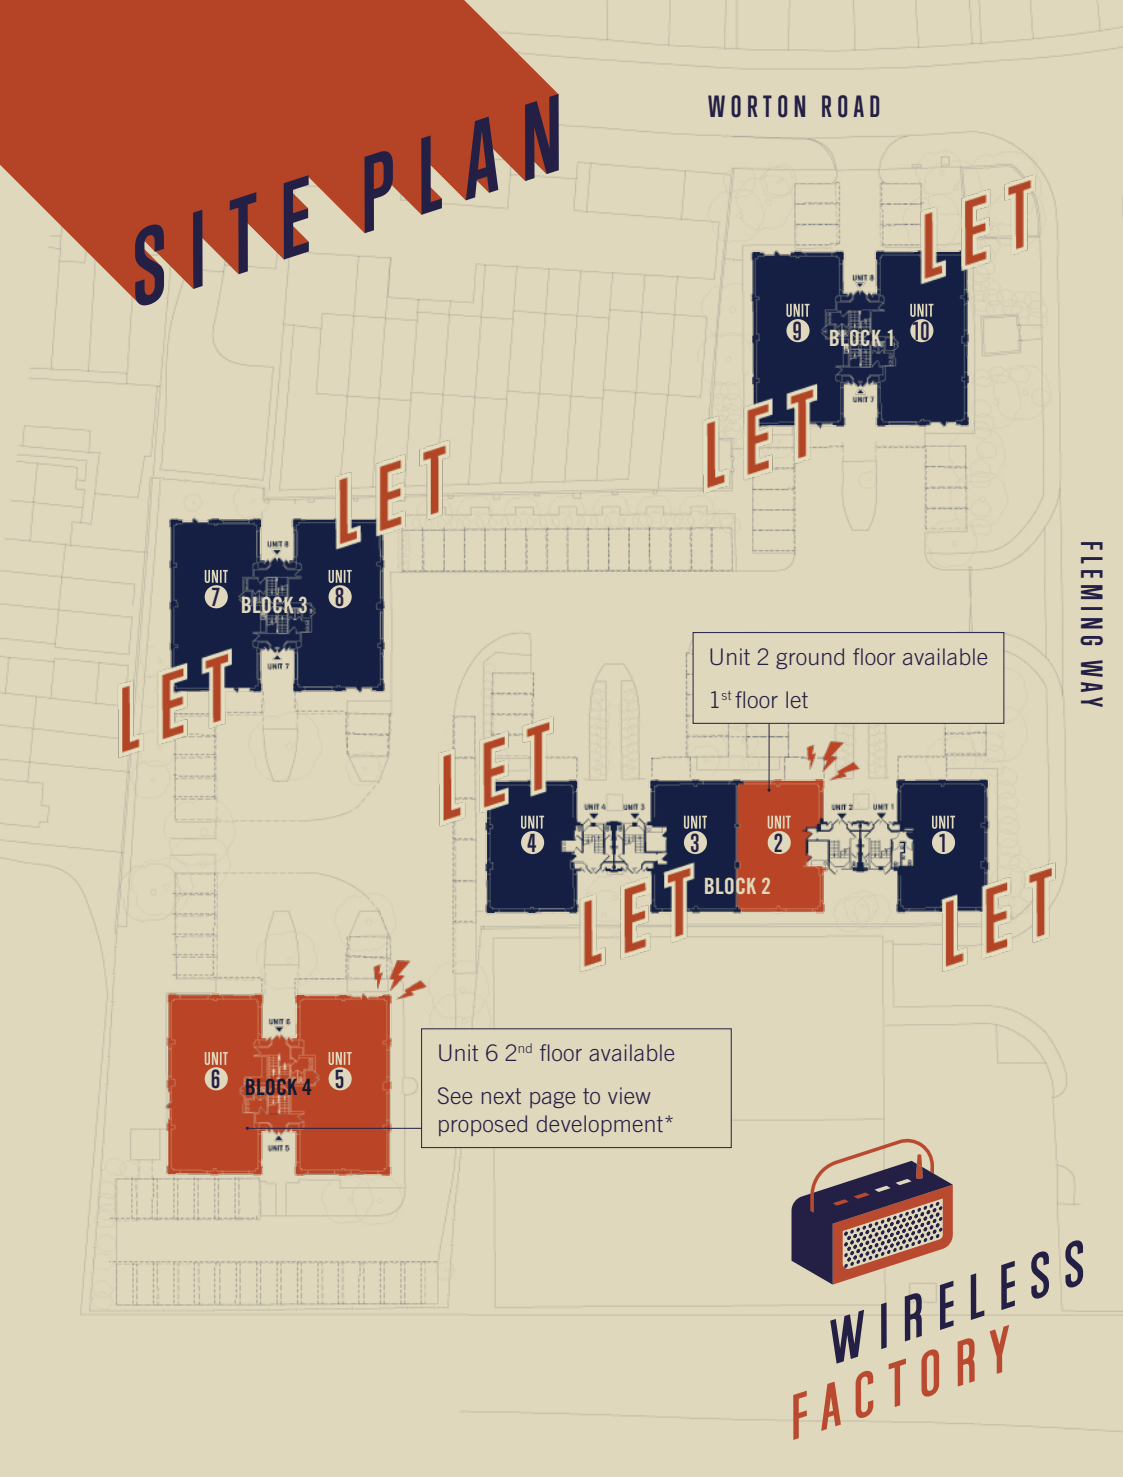 SITE PLAN
WORTON ROAD
LET
UNIT 8
UNIT
9
UNIT
10
BLOCK 1
UNIT 7
LET
LET
UNIT 8
UNIT
7
UNIT
8
BLOCK 3
UNIT 7
LET
FLEMING WAY
Unit 2 ground floor available
1st floor let
LET
UNIT 4
UNIT 3
UNIT 2
UNIT 1
UNIT
4
UNIT
3
UNIT
2
UNIT
1
BLOCK 2
LET
LET
UNIT 6
UNIT
6
UNIT
5
BLOCK 4
UNIT 5
Unit 6 2nd floor available
See next page to view
proposed development*
WIRELESS
FACTORY